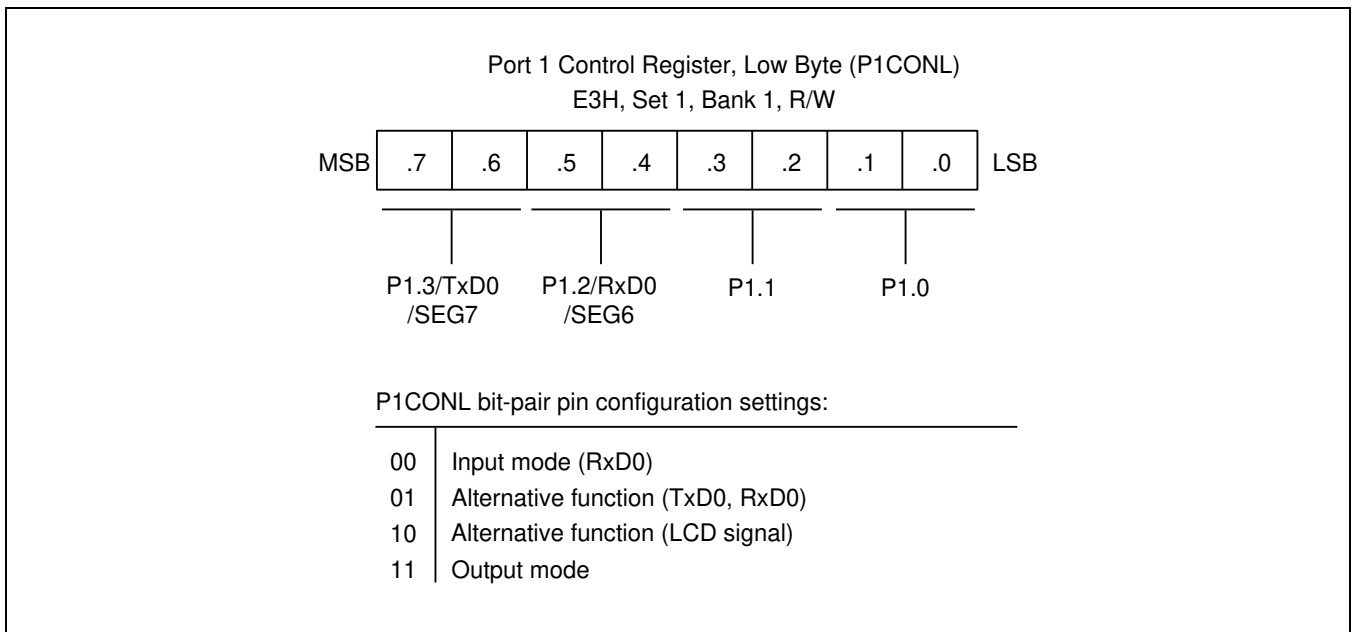 Port 1 Control Register, Low Byte (P1CONL)
E3H, Set 1, Bank 1, R/W
MSB .7 .6 .5 .4 .3 .2 .1 .0 LSB
P1.3/TxD0 P1.2/RxD0 P1.1 P1.0
/SEG7 /SEG6
P1CONL bit-pair pin configuration settings:
00 Input mode (RxD0)
01 Alternative function (TxD0, RxD0)
10 Alternative function (LCD signal)
11 Output mode